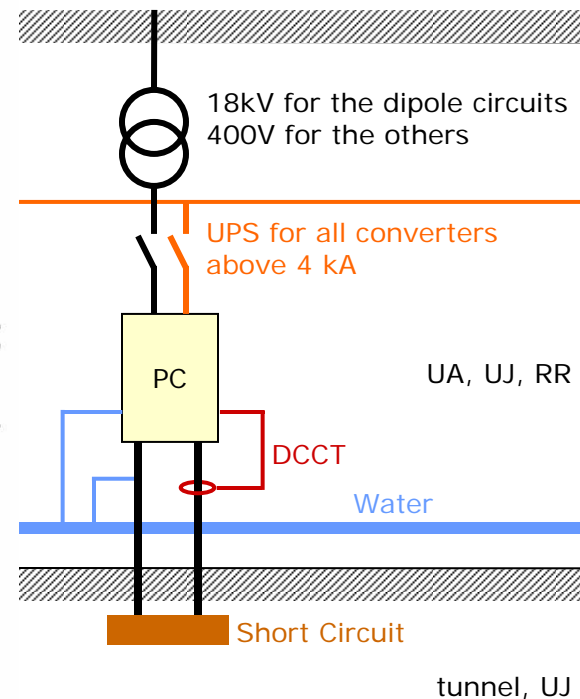 18kV for the dipole circuits
400V for the others
UPS for all converters
above 4 kA
PC
UA, UJ, RR
DCCT
Water
Short Circuit
tunnel, UJ